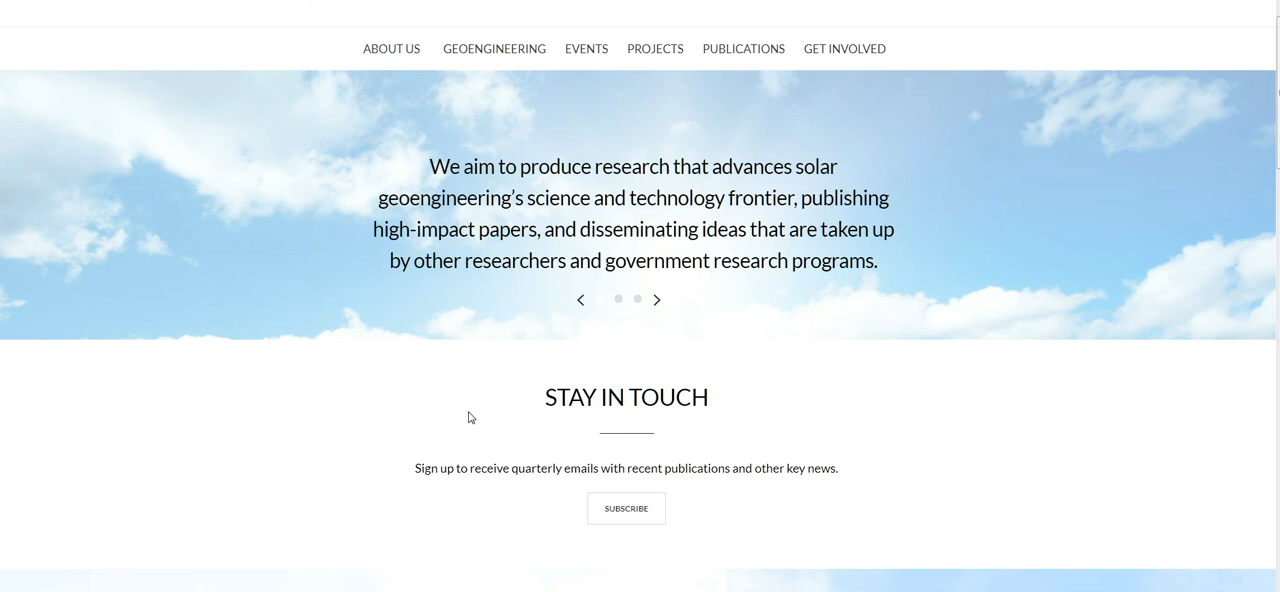 ABOUT US GEOENGINEERING EVENTS PROJECTS PUBLICATIONS GET INVOLVED
We aim to produce research that advances solar
geoengineering’s science and technology frontier, publishing
high-impact papers, and disseminating ideas that are taken up
by other researchers and government research programs.
STAY IN TOUCH
Sign up to receive quarterly emails with recent publications and other key news.
SUBSCRIBE